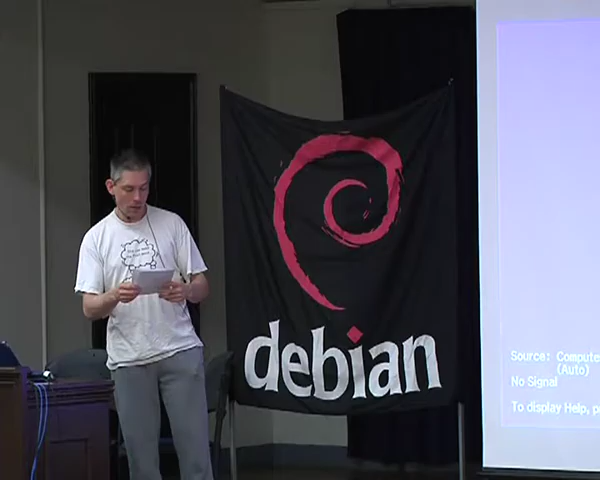 debian
Source: Compute
(Auto)
No Signal
To display Help, p